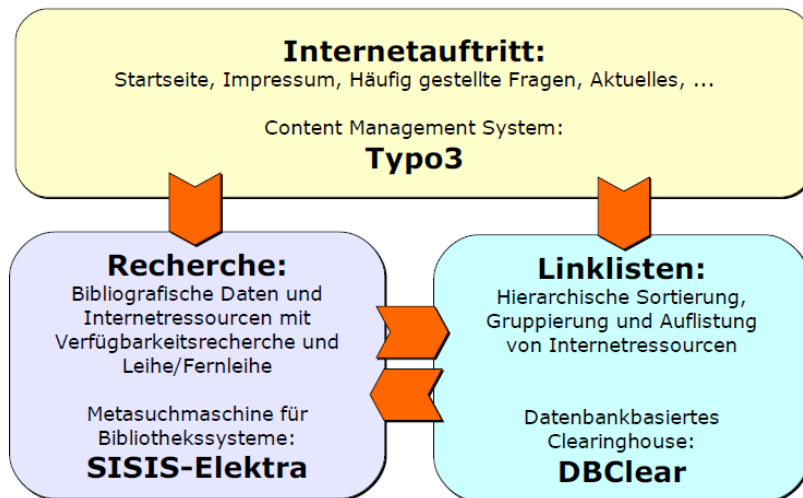 Internetauftritt:
Startseite, Impressum, Häufig gestellte Fragen, Aktuelles, ...
Content Management System:
Typo3
Recherche:
Bibliografische Daten und
Internetressourcen mit
Verfügbarkeitsrecherche und
Leihe/Fernleihe
Metasuchmaschine für
Bibliothekssysteme:
SISIS-Elektra
Linklisten:
Hierarchische Sortierung,
Gruppierung und Auflistung
von Internetressourcen
Datenbankbasiertes
Clearinghouse:
DBClear